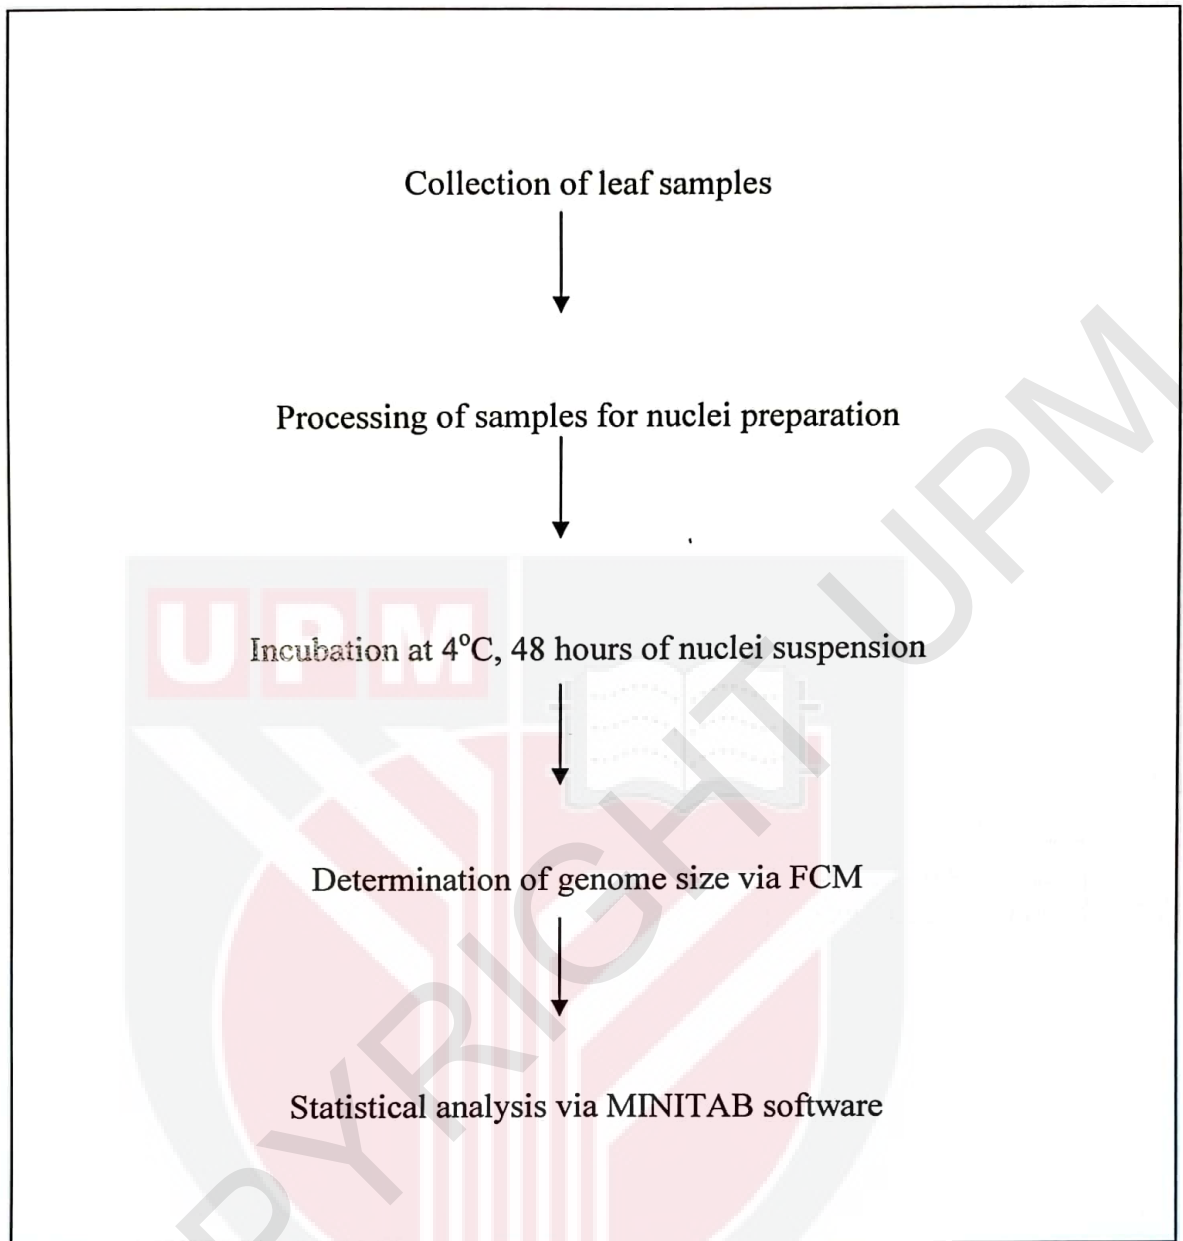 Collection of leaf samples
Processing of samples for nuclei preparation
UPM
Incubation at 4°C, 48 hours of nuclei suspension
Determination of genome size via FCM
Statistical analysis via MINITAB software
PYRIGHT UPM